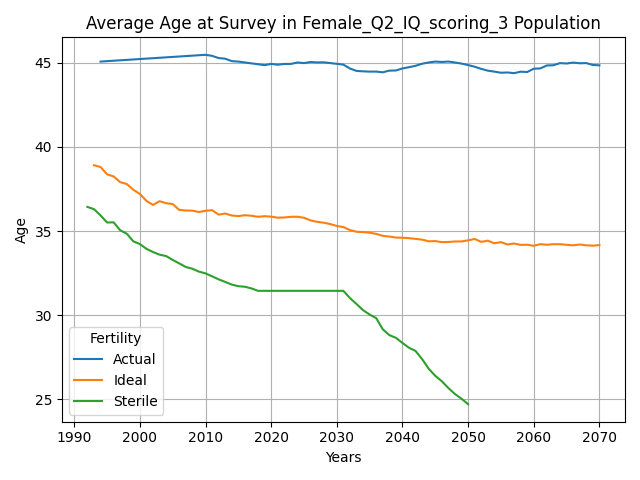 Average Age at Survey in Female_Q2_IQ_scoring_3 Population
45
40
35
30
25
Age
Fertility
Actual
Ideal
Sterile
1990 2000 2010 2020 2030 2040 2050 2060 2070
Years